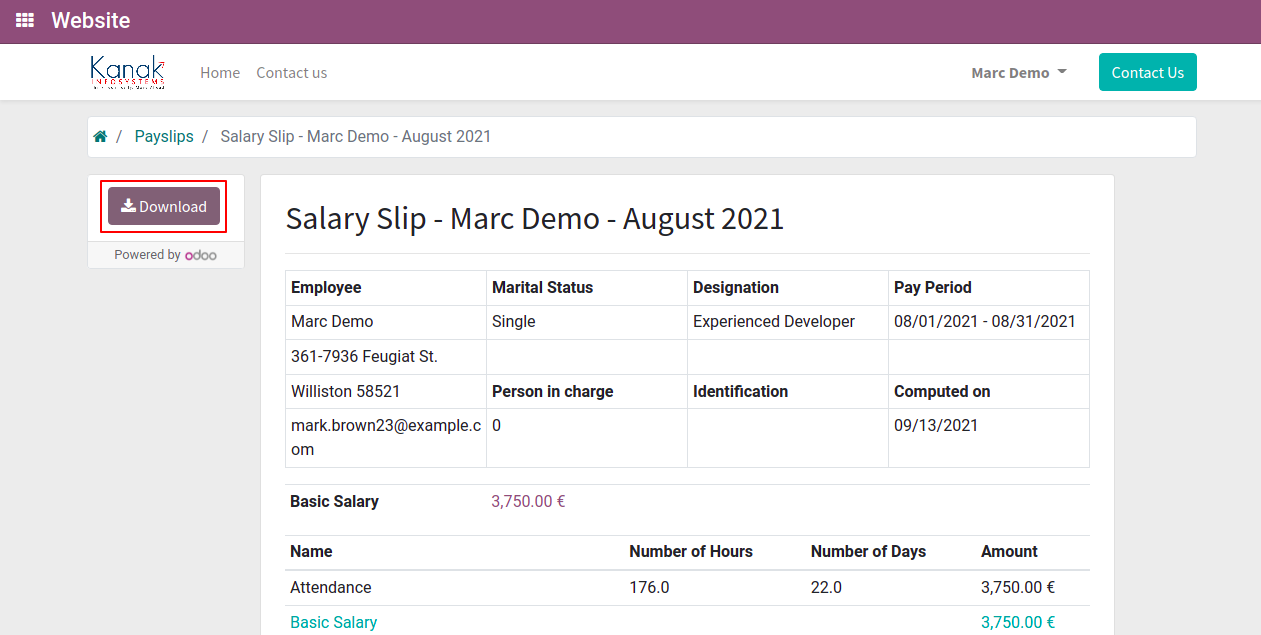 Website
Kanak
INFOSYSTEMS
Home Contact us Marc Demo Contact Us
/ Payslips / Salary Slip - Marc Demo - August 2021
Download
Powered by odoo
Salary Slip - Marc Demo - August 2021
Employee Marital Status Designation Pay Period
Marc Demo Single Experienced Developer 08/01/2021 - 08/31/2021
361-7936 Feugiat St.
Williston 58521 Person in charge Identification Computed on
mark.brown23@example.c 0 09/13/2021
om
Basic Salary 3,750.00 €
Name Number of Hours Number of Days Amount
Attendance 176.0 22.0 3,750.00 €
Basic Salary 3,750.00 €